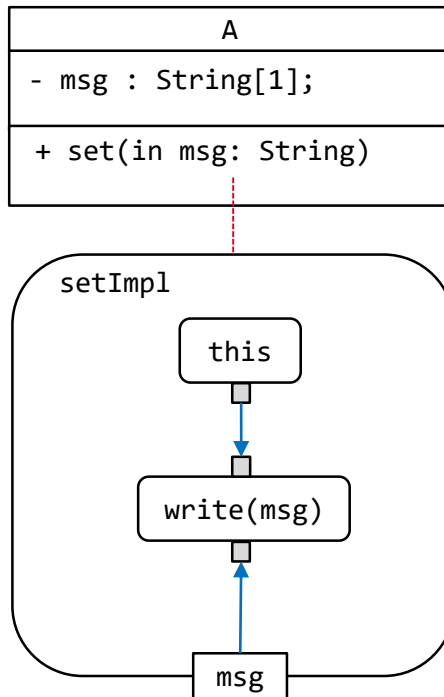 A
- msg : String[1];
+ set(in msg: String)
setImpl
this
write(msg)
msg